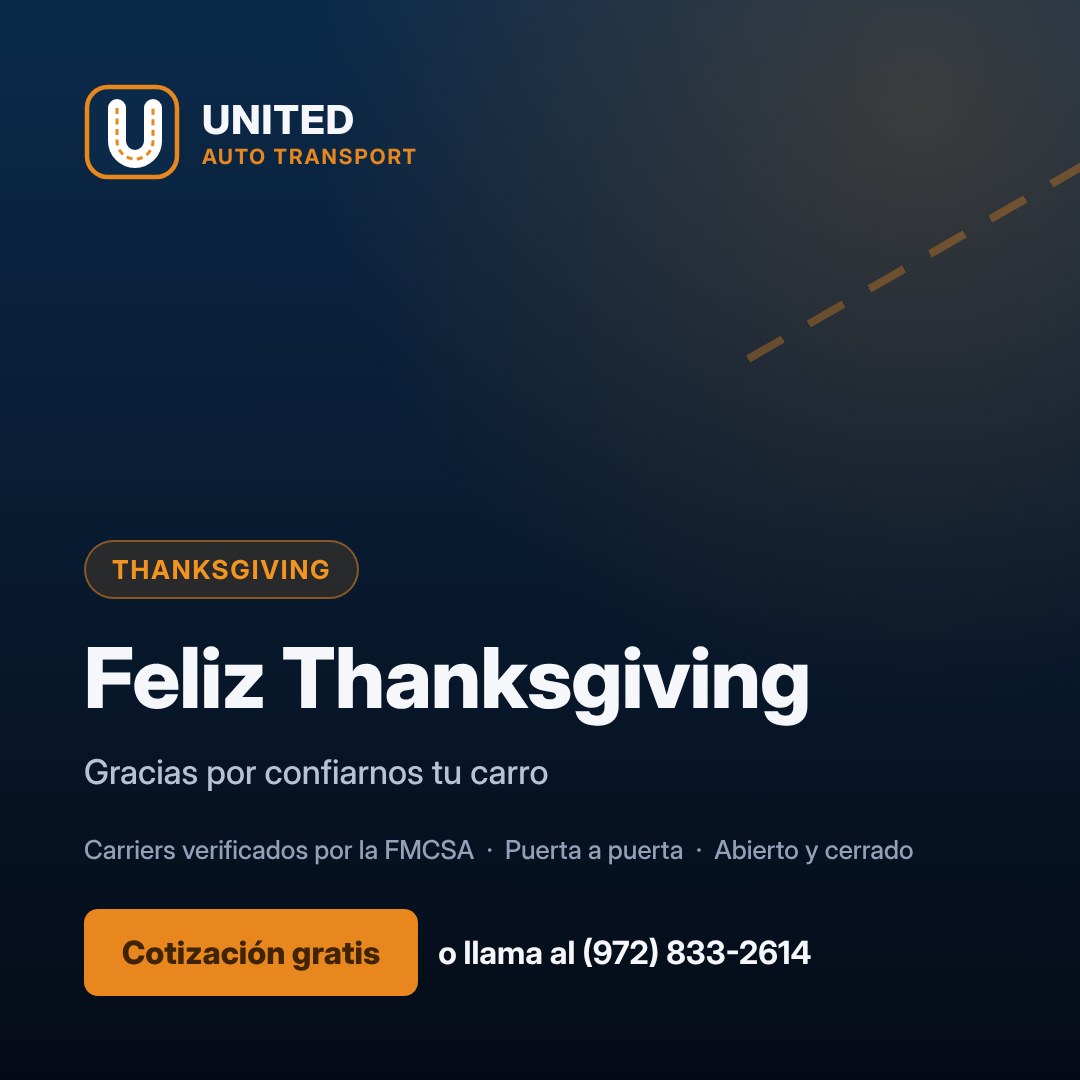 UNITED
AUTO TRANSPORT
THANKSGIVING
Feliz Thanksgiving
Gracias por confiarnos tu carro
Carriers verificados por la FMCSA · Puerta a puerta · Abierto y cerrado
Cotización gratis o llama al (972) 833-2614